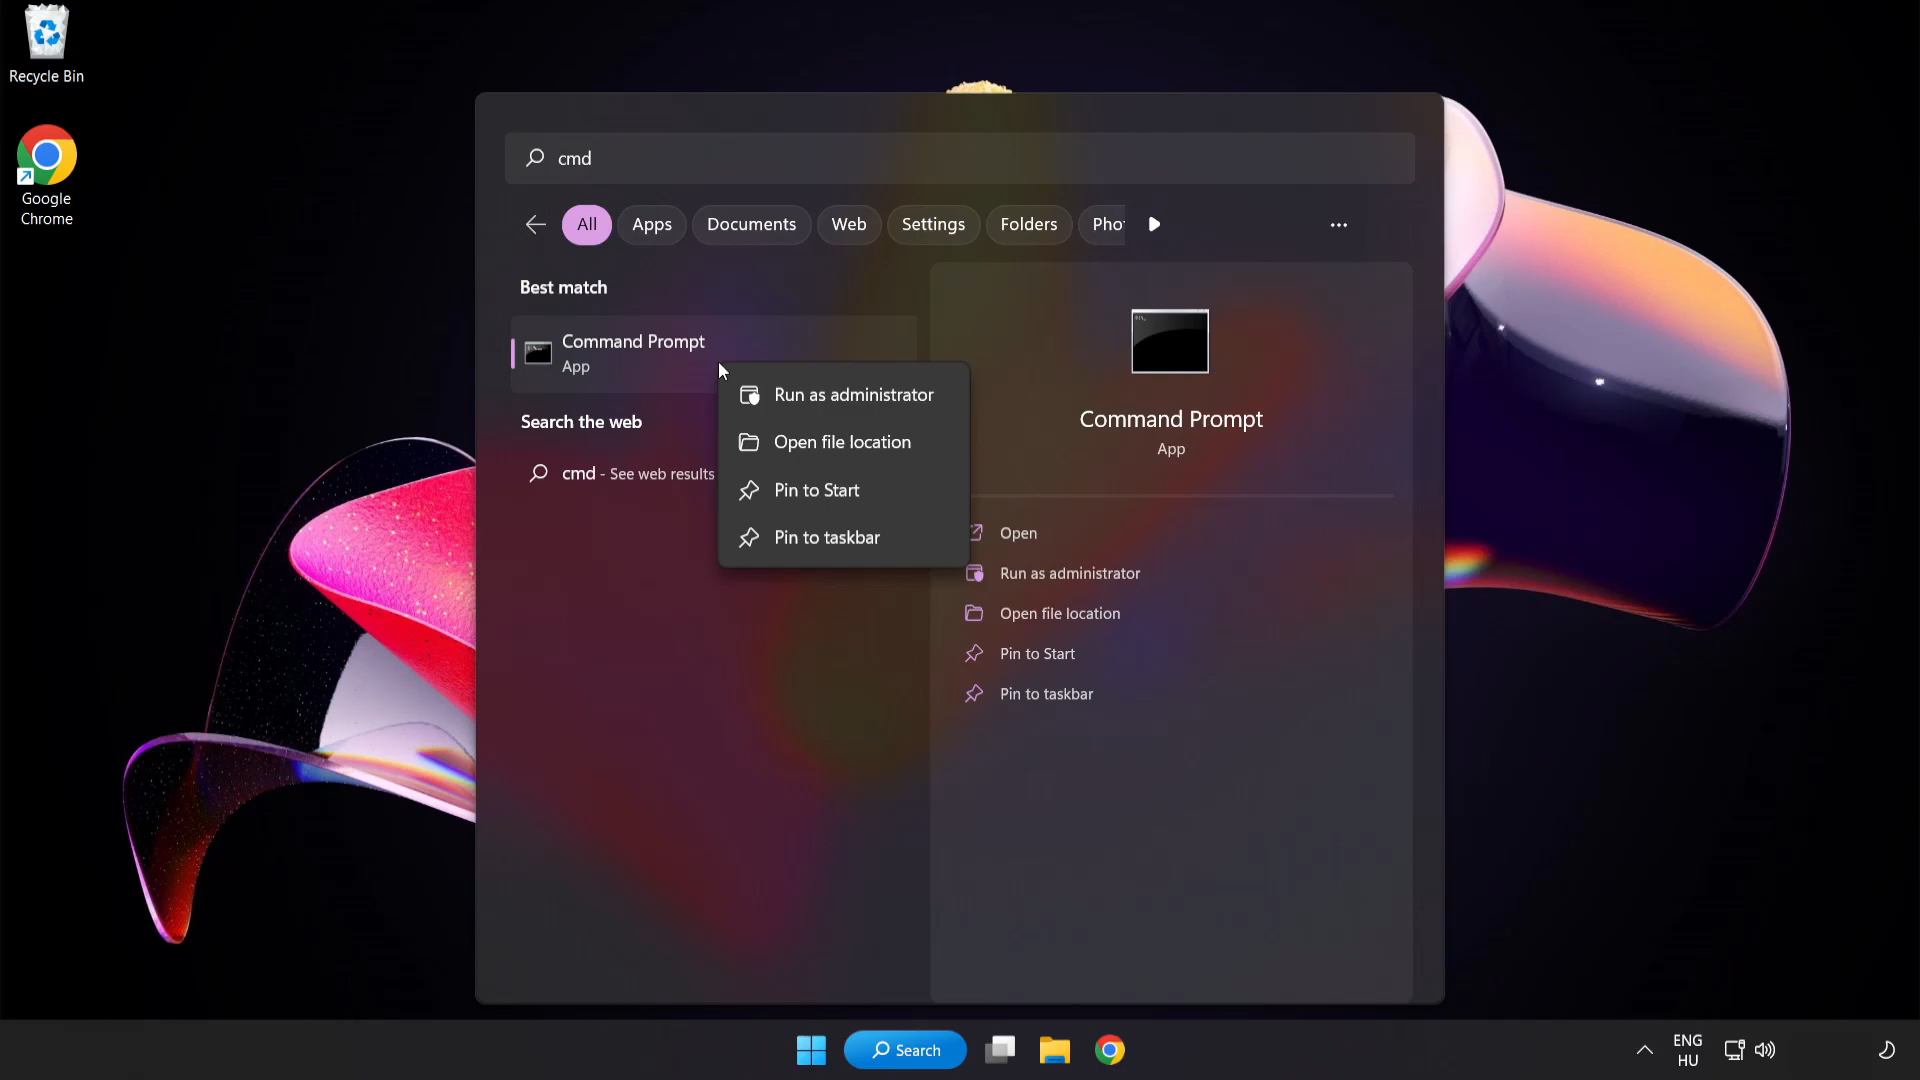 Recycle Bin
Google
Chrome
cmd
All
Apps
Documents
Web
Settings
Folders
Best match
Command Prompt
App
Search the web
cmd - See web results
Run as administrator
Open file location
Pin to Start
Pin to taskbar
Command Prompt
App
Open
Run as administrator
Open file location
Pin to Start
Pin to taskbar
Search
ENG
HU